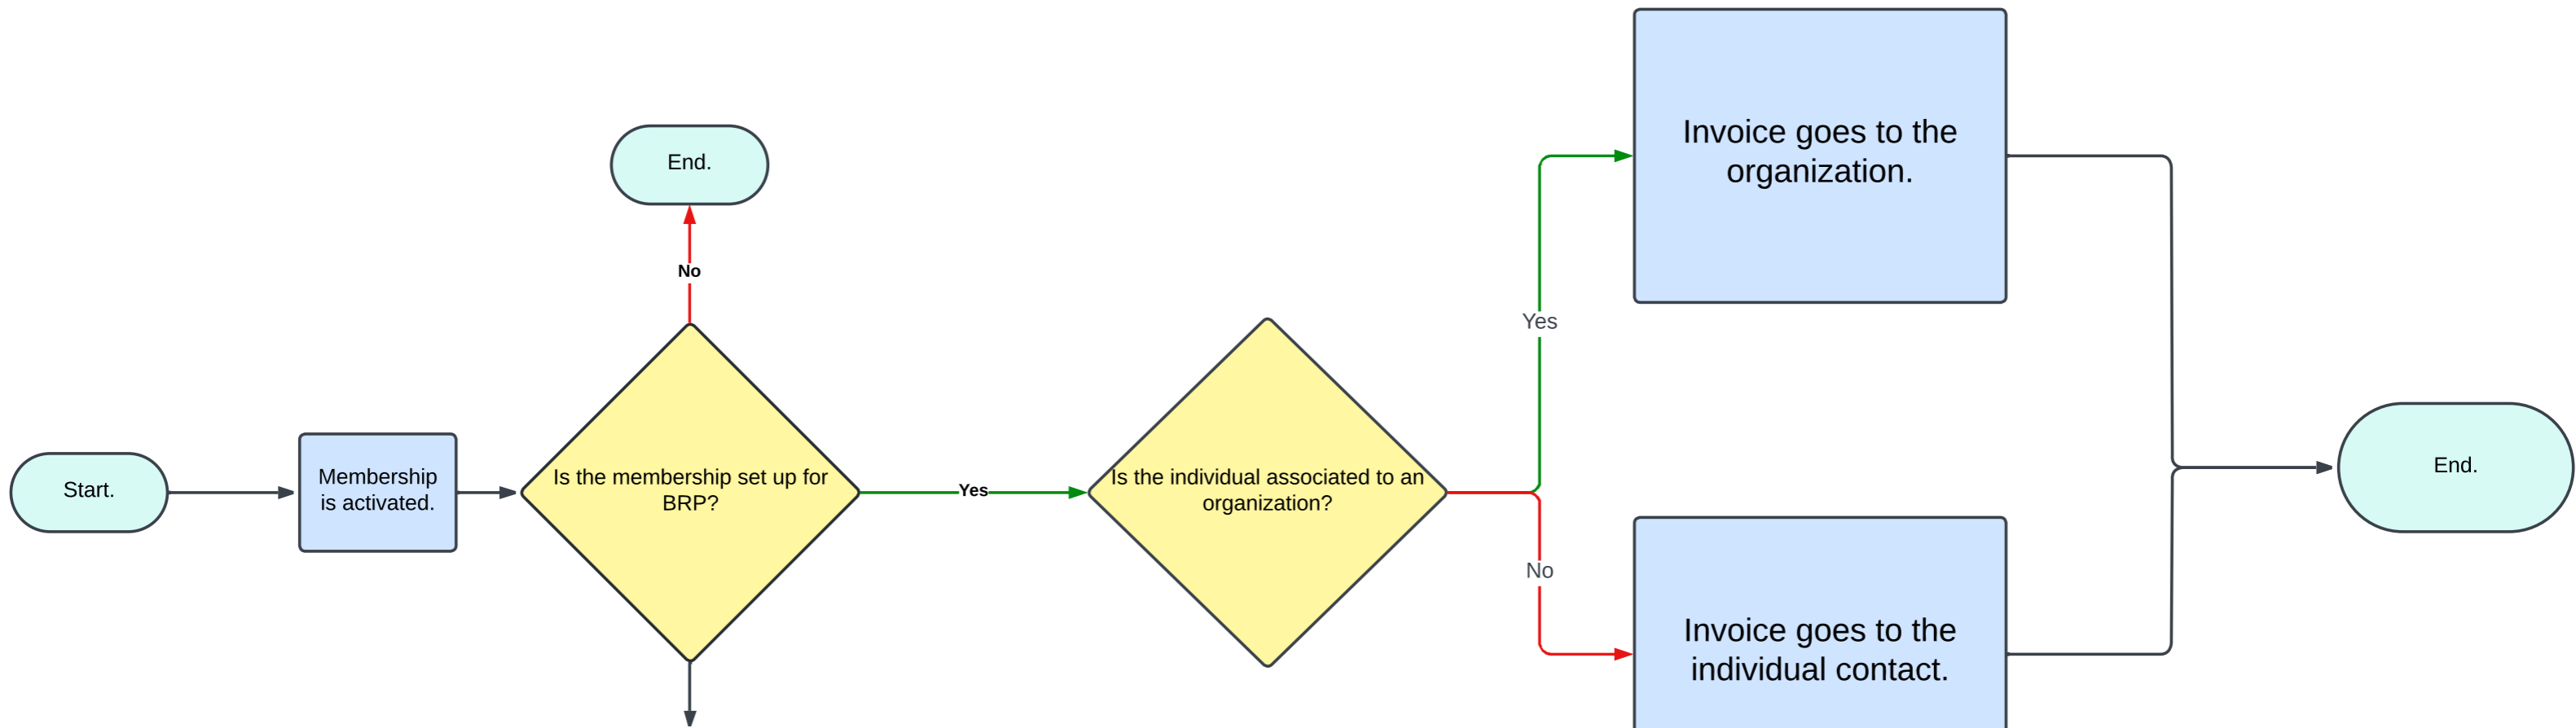 Start.
Membership
is activated.
Is the membership set up for
BRP?
No
End.
Yes
Is the individual associated to an
organization?
Yes
Invoice goes to the
organization.
No
Invoice goes to the
individual contact.
End.